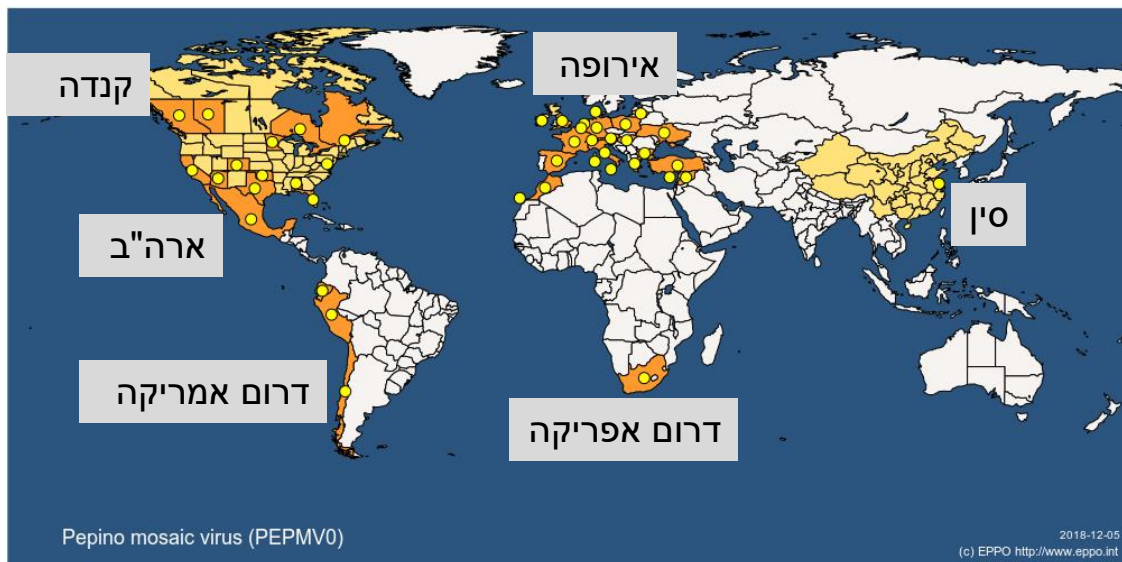 אירופה
קנדה
סין
ארה"ב
דרום אמריקה
דרום אפריקה
Pepino mosaic virus (PEPMV0)
2018-12-05
(c) EPPO http://www.eppo.int